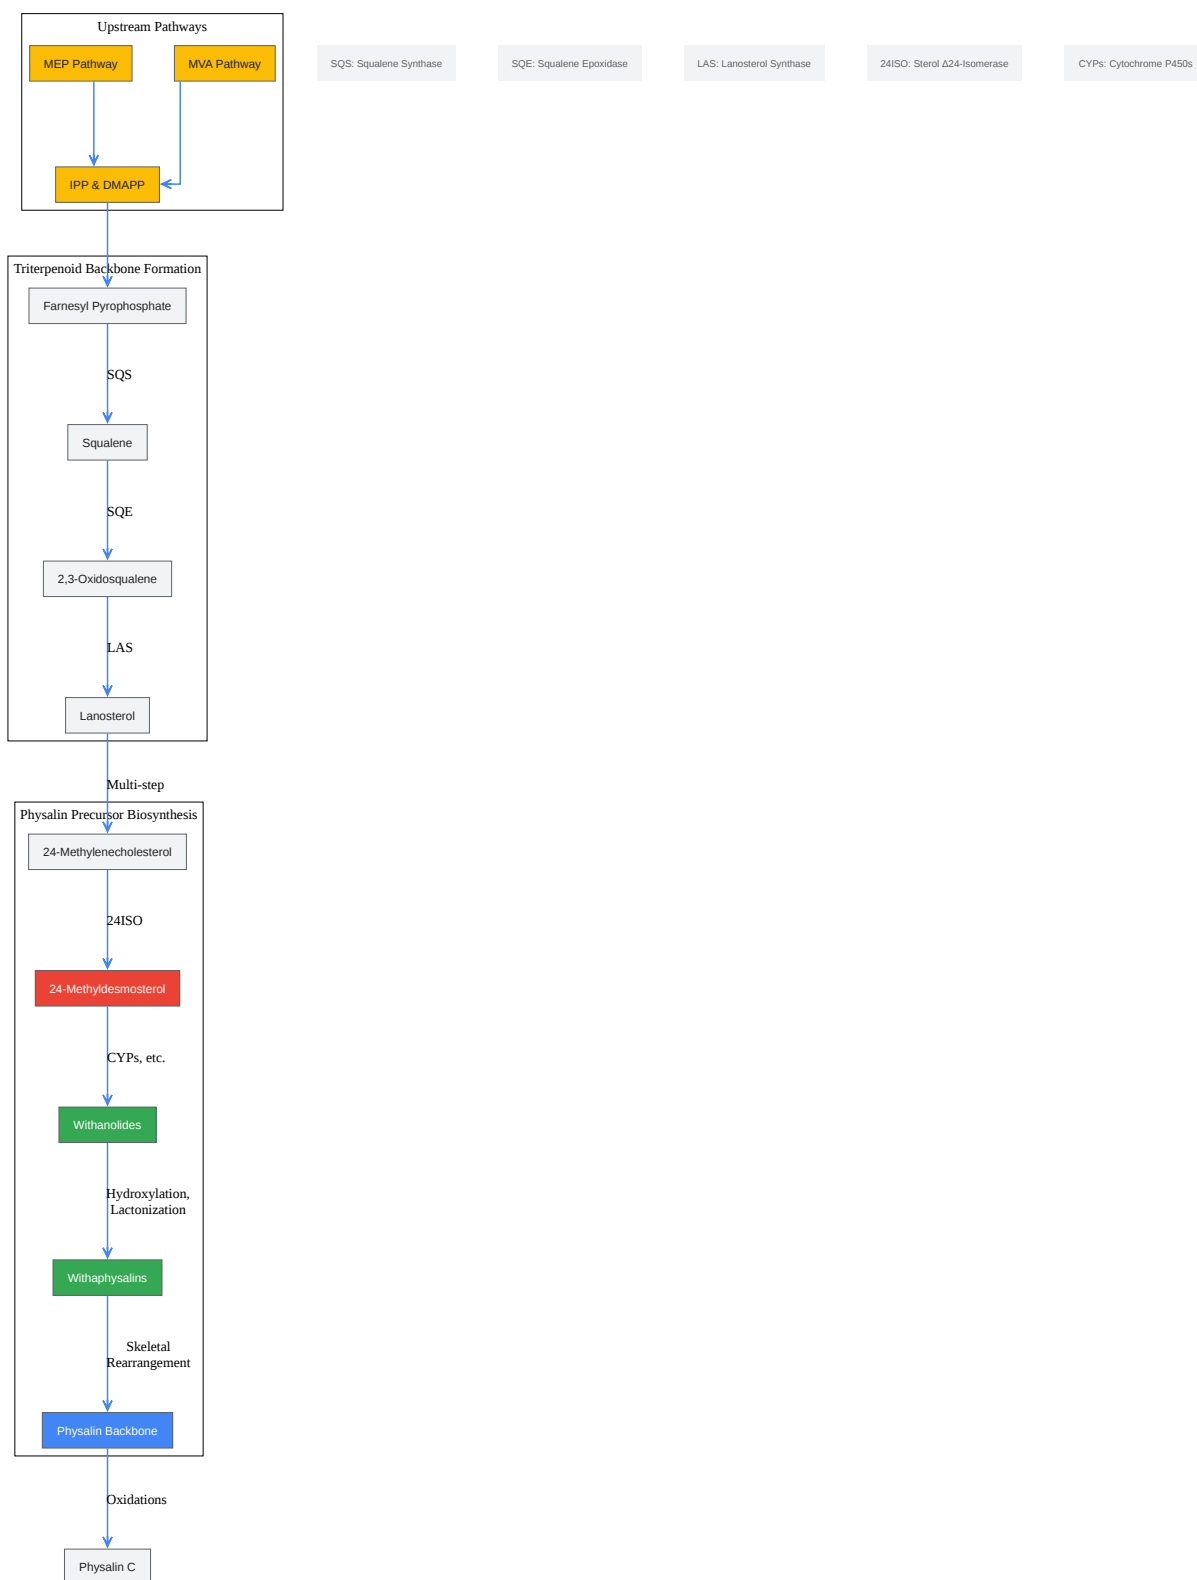 Upstream Pathways
MEP Pathway
MVA Pathway
SQS: Squalene Synthase
SQE: Squalene Epoxidase
LAS: Lanosterol Synthase
24ISO: Sterol Δ24-Isomerase
CYPs: Cytochrome P450s
IPP & DMAPP
Triterpenoid Backbone Formation
Farnesyl Pyrophosphate
SQS
Squalene
SQE
2,3-Oxidosqualene
LAS
Lanosterol
Multi-step
Physalin Precursor Biosynthesis
24-Methylenecholesterol
24ISO
24-Methyldesmosterol
CYPs, etc.
Withanolides
Hydroxylation,
Lactonization
Withaphysalins
Skeletal
Rearrangement
Physalin Backbone
Oxidations
Physalin C